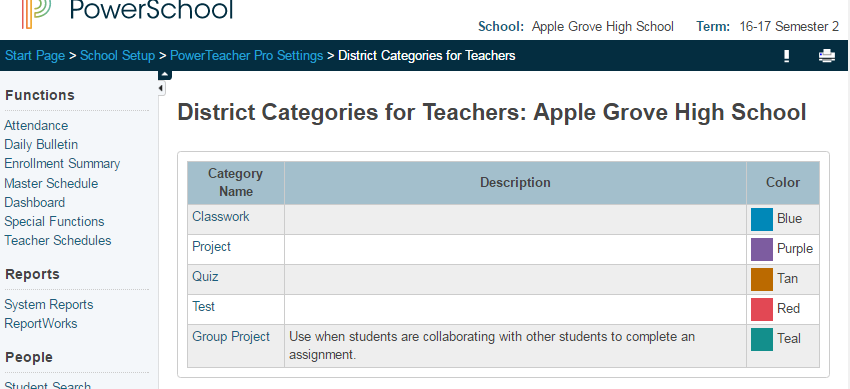 PowerSchool
School: Apple Grove High School Term: 16-17 Semester 2
Start Page > School Setup > PowerTeacher Pro Settings > District Categories for Teachers
Functions
Attendance
Daily Bulletin
Enrollment Summary
Master Schedule
Dashboard
Special Functions
Teacher Schedules
Reports
System Reports
ReportWorks
People
Student Search
District Categories for Teachers: Apple Grove High School
Category
Name
Description
Color
Classwork
Blue
Project
Purple
Quiz
Tan
Test
Red
Group Project
Use when students are collaborating with other students to complete an
assignment.
Teal